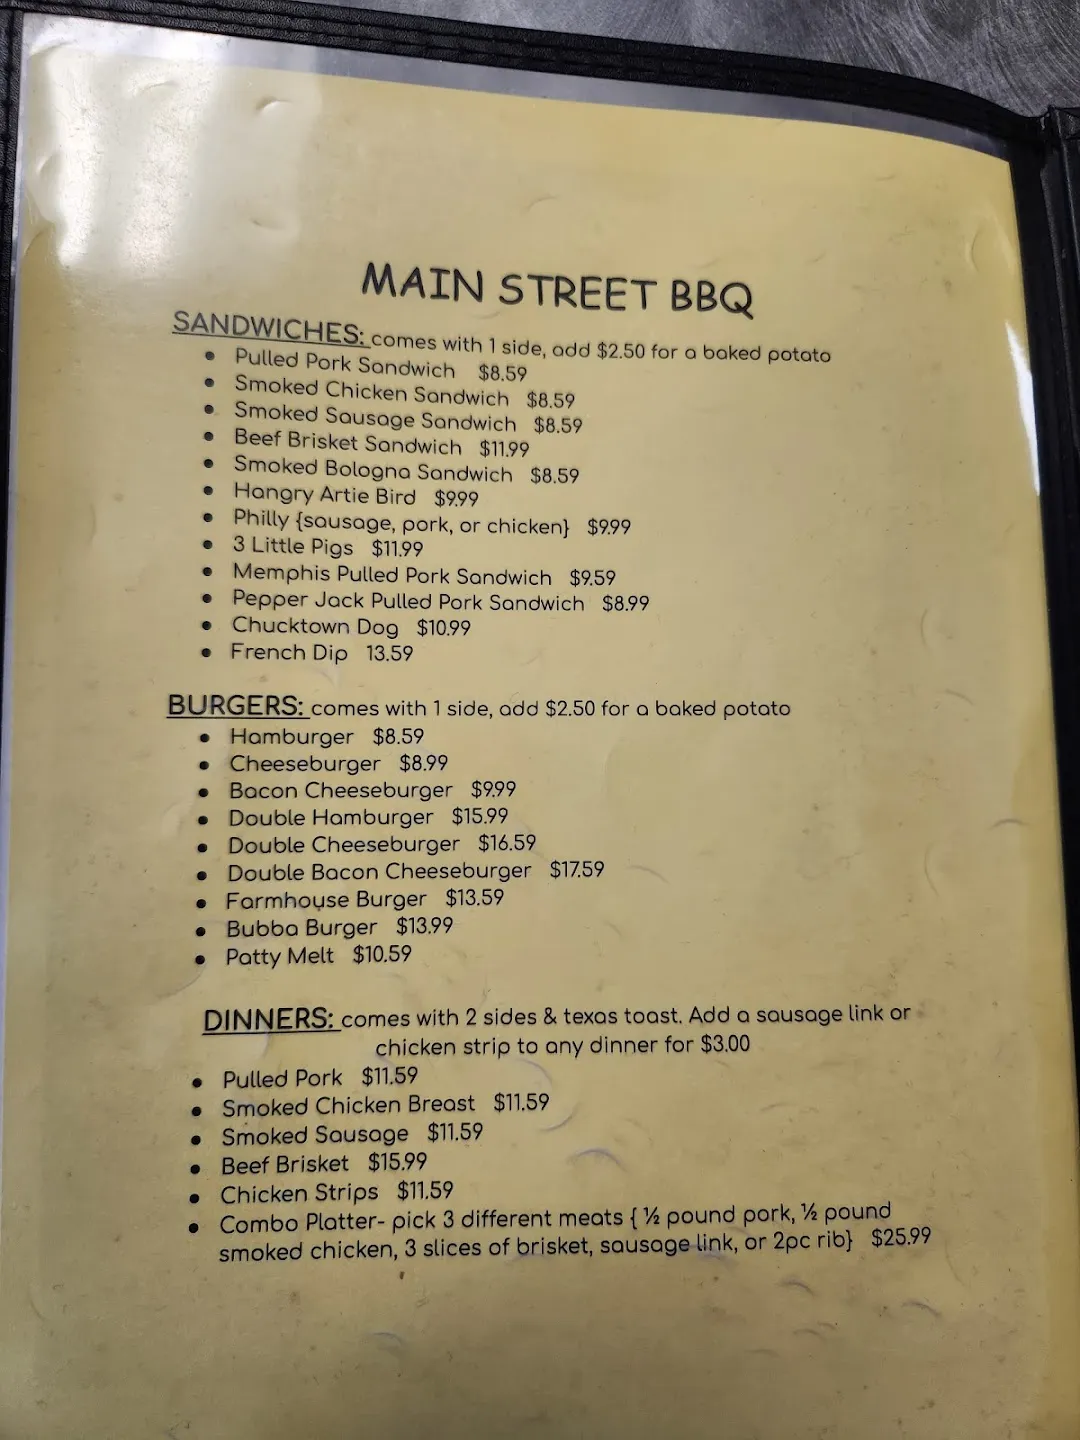 MAIN STREET BBQ
SANDWICHES: comes with 1 side, add $2.50 for a baked potato
• Pulled Pork Sandwich $8.59
• Smoked Chicken Sandwich $8.59
• Smoked Sausage Sandwich $8.59
• Beef Brisket Sandwich $11.99
• Smoked Bologna Sandwich $8.59
• Hangry Artie Bird $9.99
• Philly {sausage, pork, or chicken} $9.99
• 3 Little Pigs $11.99
• Memphis Pulled Pork Sandwich $9.59
• Pepper Jack Pulled Pork Sandwich $8.99
• Chucktown Dog $10.99
• French Dip 13.59
BURGERS: comes with 1 side, add $2.50 for a baked potato
• Hamburger $8.59
• Cheeseburger $8.99
• Bacon Cheeseburger $9.99
• Double Hamburger $15.99
• Double Cheeseburger $16.59
• Double Bacon Cheeseburger $17.59
• Farmhouse Burger $13.59
• Bubba Burger $13.99
• Patty Melt $10.59
DINNERS: comes with 2 sides & texas toast. Add a sausage link or
chicken strip to any dinner for $3.00
• Pulled Pork $11.59
• Smoked Chicken Breast $11.59
• Smoked Sausage $11.59
• Beef Brisket $15.99
• Chicken Strips $11.59
• Combo Platter- pick 3 different meats { ½ pound pork, ½ pound
smoked chicken, 3 slices of brisket, sausage link, or 2pc rib} $25.99